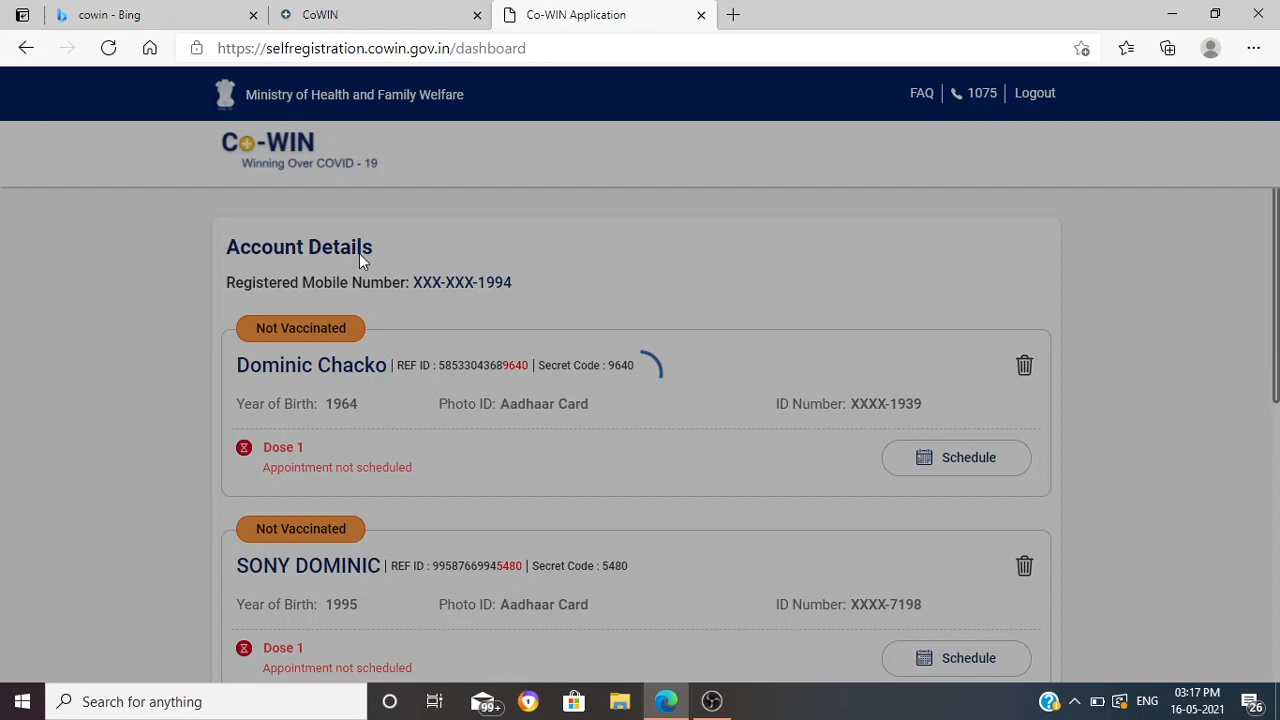 cowin - Bing
CoWIN
Co-WIN Application
https://selfregistration.cowin.gov.in/dashboard
Ministry of Health and Family Welfare
FAQ
1075
Logout
Co-WIN
Winning Over COVID - 19
Account Details
Registered Mobile Number: XXX-XXX-1994
Not Vaccinated
Dominic Chacko | REF ID : 58533043689640 | Secret Code : 9640
Year of Birth: 1964 Photo ID: Aadhaar Card ID Number: XXXX-1939
Dose 1
Appointment not scheduled
Schedule
Not Vaccinated
SONY DOMINIC | REF ID : 99587669945480 | Secret Code : 5480
Year of Birth: 1995 Photo ID: Aadhaar Card ID Number: XXXX-7198
Dose 1
Appointment not scheduled
Schedule
Search for anything
99+
ENG
03:17 PM
16-05-2021
26